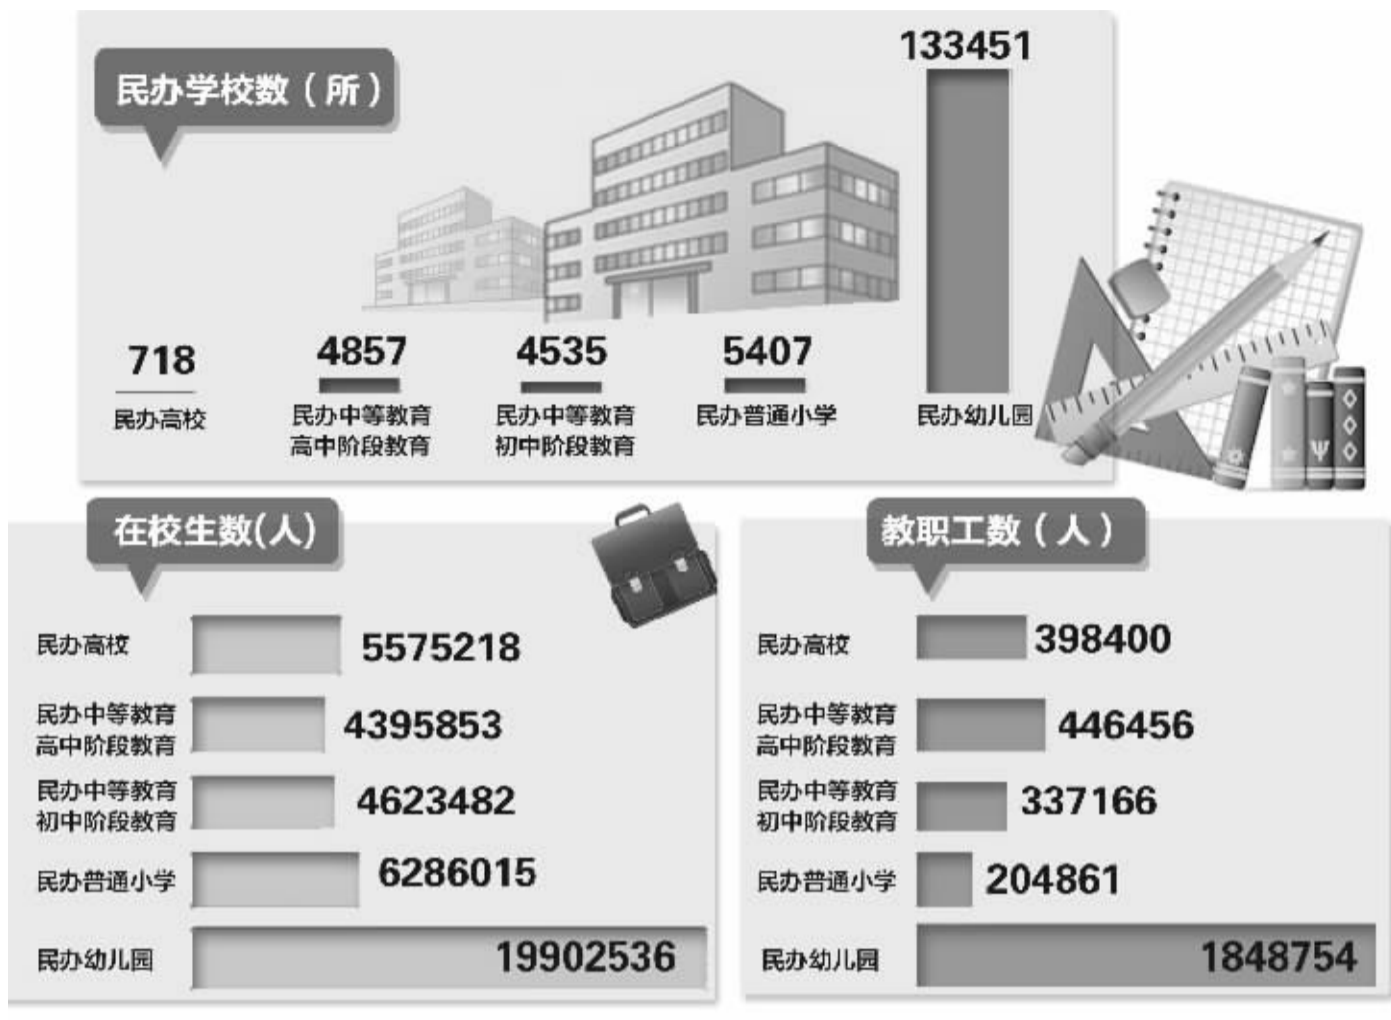 民办学校数（所）
133451
718
4857
4535
5407
民办高校
民办中等教育
高中阶段教育
民办中等教育
初中阶段教育
民办普通小学
民办幼儿园
在校生数(人)
民办高校
5575218
民办中等教育
高中阶段教育
4395853
民办中等教育
初中阶段教育
4623482
民办普通小学
6286015
民办幼儿园
19902536
教职工数（人）
民办高校
398400
民办中等教育
高中阶段教育
446456
民办中等教育
初中阶段教育
337166
民办普通小学
204861
民办幼儿园
1848754